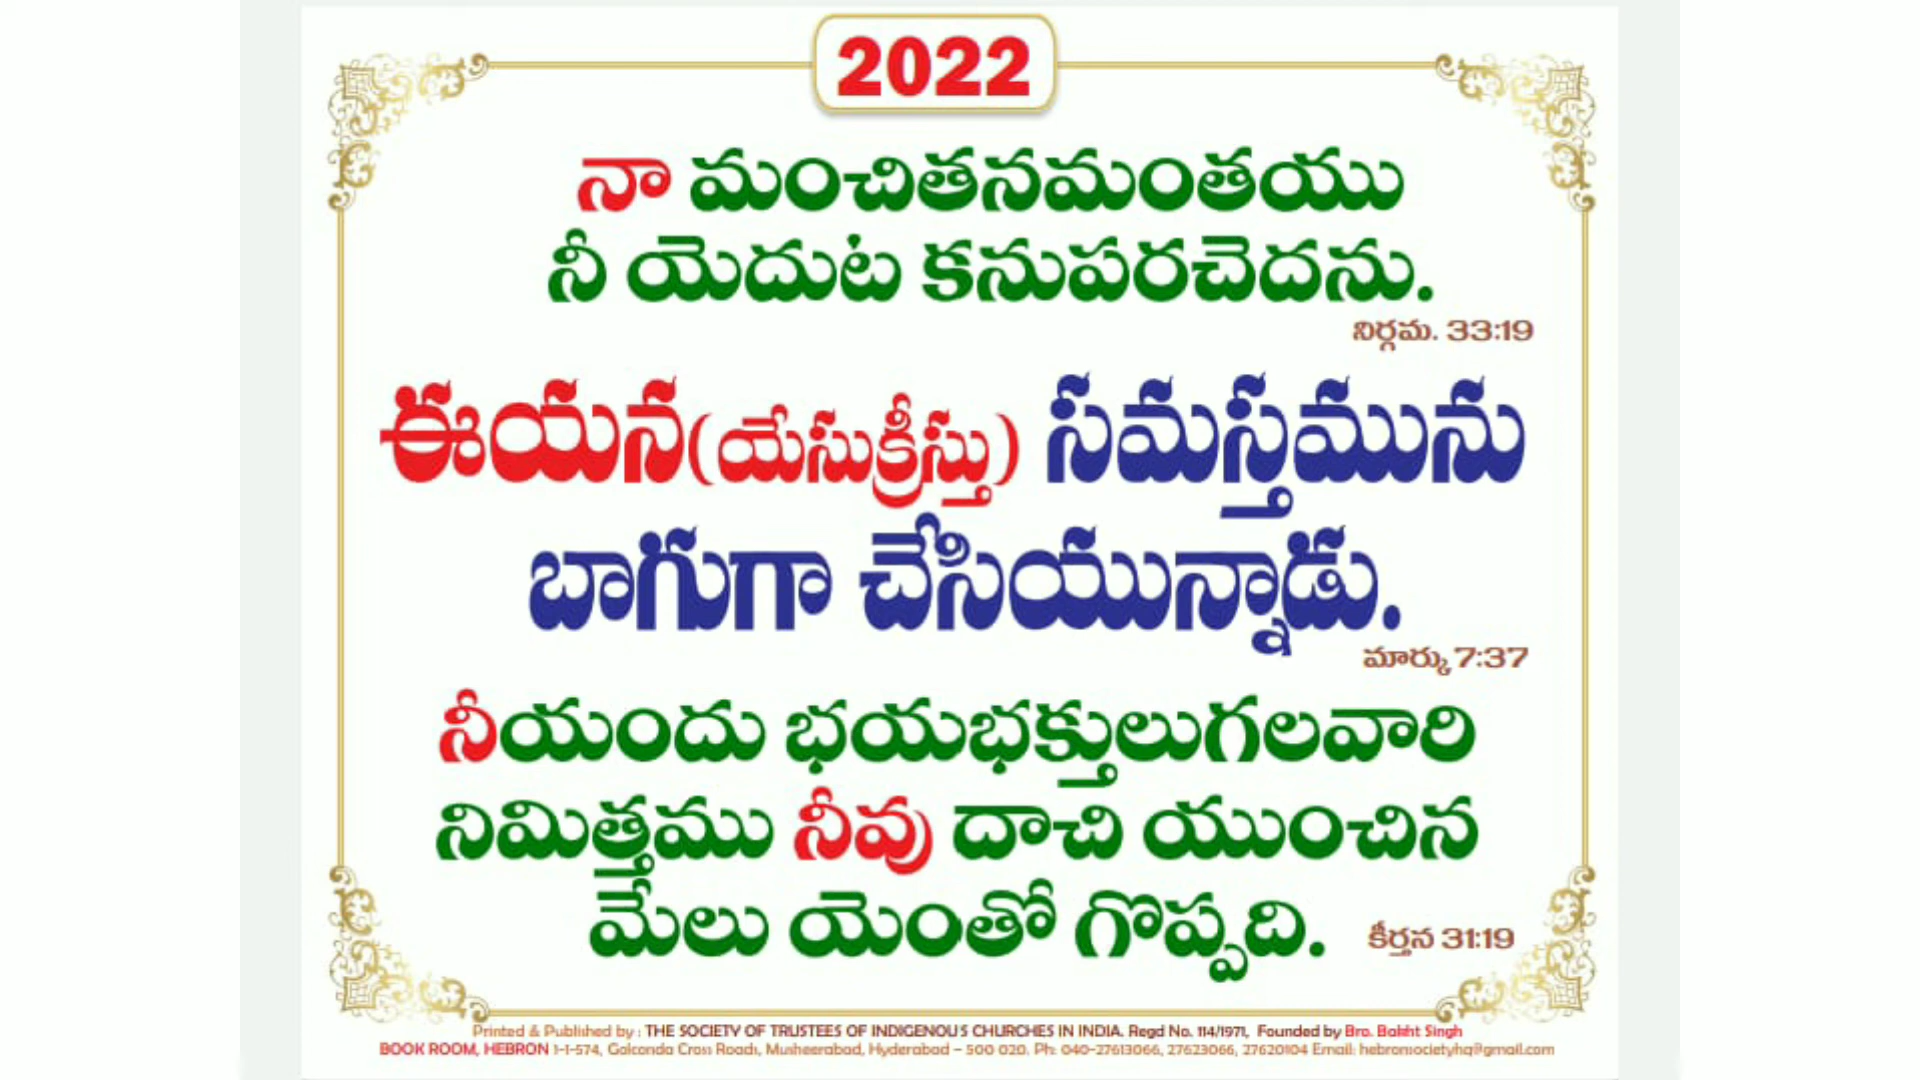 2022
నా మంచితనమంతయు
నీ యెదుట కనుపరచెదను.
నిర్గమ. 33:19
ఈయన(యేసుక్రీస్తు) సమస్తమును
బాగుగా చేసియున్నాడు.
మార్కు 7:37
నీయందు భయభక్తులుగలవారి
నిమిత్తము నీవు దాచి యుంచిన
మేలు యెంతో గొప్పది. కీర్తన 31:19
Printed & Published by : THE SOCIETY OF TRUSTEES OF INDIGENOUS CHURCHES IN INDIA. Regd No. 114/1971, Founded by Bro. Bakht Singh
BOOK ROOM, HEBRON 1-1-574, Golconda Cross Roads, Musheerabad, Hyderabad – 500 020. Ph: 040-27613066, 27623066, 27620104 Email: hebronsocietyhq@gmail.com